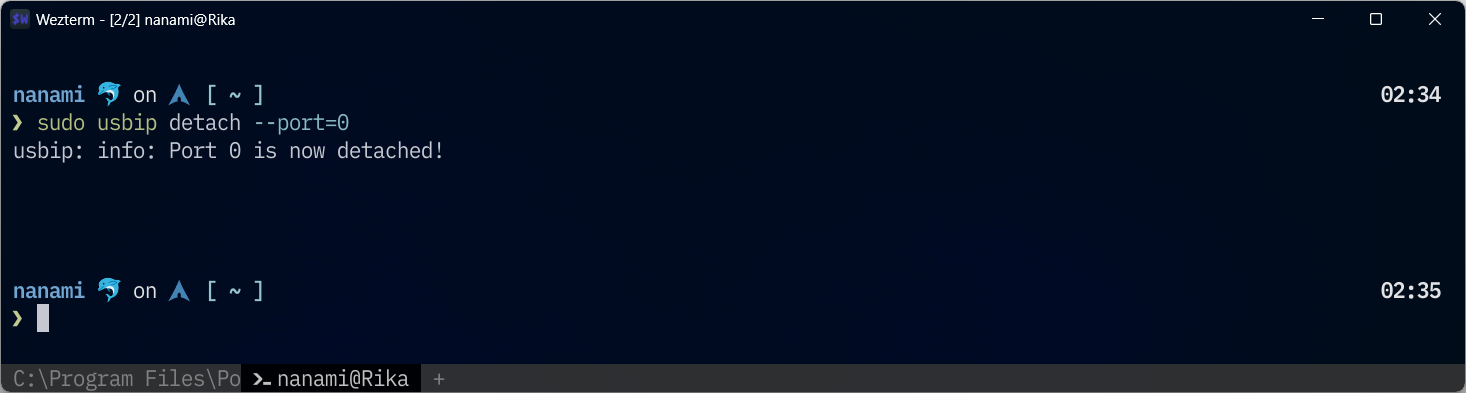 Wezterm - [2/2] nanami@Rika
nanami 🐬 on [ ~ ] 02:34
❯ sudo usbip detach --port=0
usbip: info: Port 0 is now detached!
nanami 🐬 on [ ~ ] 02:35
❯
C:\Program Files\Po nanami@Rika +